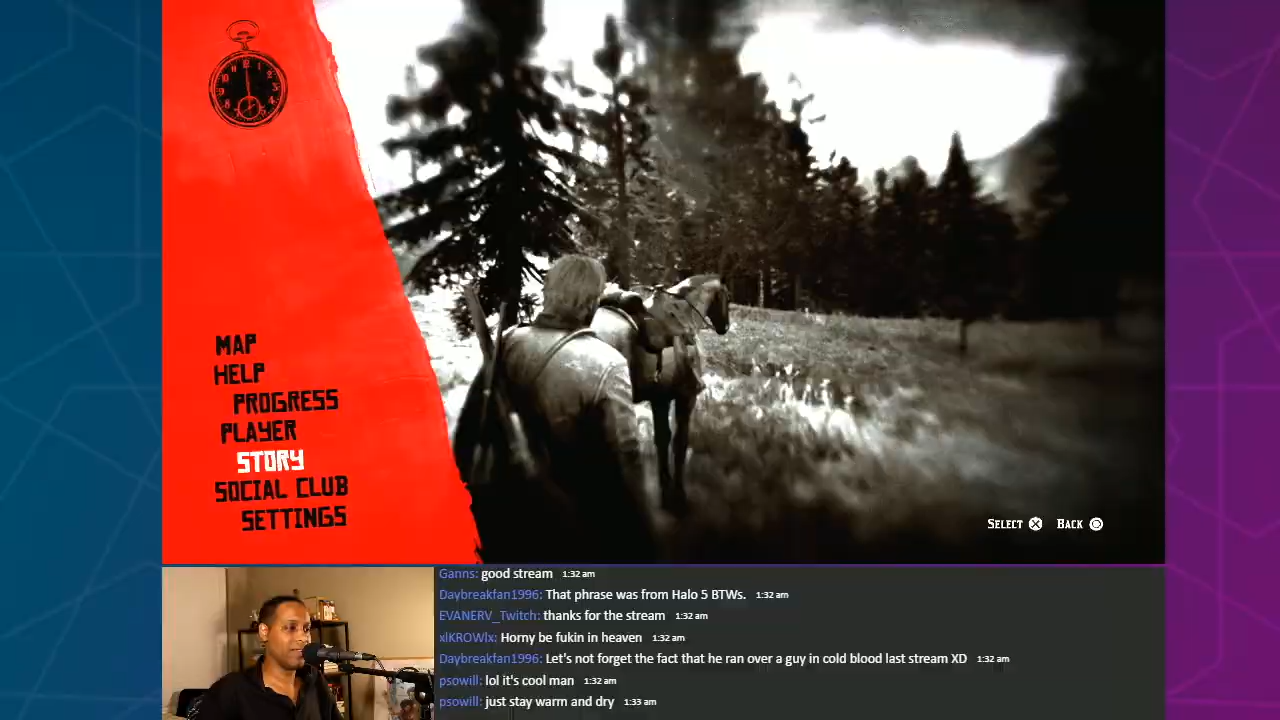 MAP
HELP
PROGRESS
PLAYER
STORY
SOCIAL CLUB
SETTINGS
SELECT BACK
Ganns: good stream 1:32 am
Daybreakfan1996: That phrase was from Halo 5 BTWs. 1:32 am
EVANERV_Twitch: thanks for the stream 1:32 am
xlKROWlx: Horny be fukin in heaven 1:32 am
Daybreakfan1996: Let's not forget the fact that he ran over a guy in cold blood last stream XD 1:32 am
psowill: lol it's cool man 1:32 am
psowill: just stay warm and dry 1:33 am